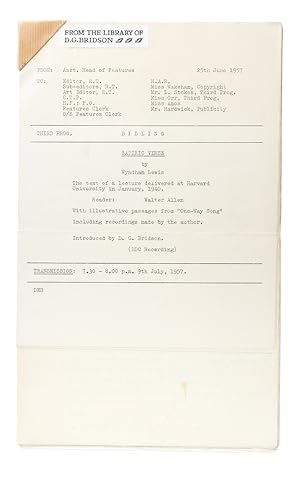 FROM THE LIBRARY OF
D.G.BRIDSON
FROM: Asst. Head of Features 25th June 1957
TO: Editor, R.T. H.A.R.
Sub-editors, R.T. Miss Wakeham, Copyright
Art Editor, R.T. Mr. L. Stokes, Third Prog.
Miss Orr, Third Prog.
H.F.; P.O. Miss Amos
Features Clerk Mr. Hardwick, Publicity
O/S Features Clerk
THIRD PROG. BILLING
SATIRIC VERSE
by
Wyndham Lewis
The text of a lecture delivered at Harvard
University in January, 1940.
Reader: Walter Allen
With illustrative passages from "One-Way Song"
including recordings made by the author.
Introduced by D. G. Bridson.
(BBC Recording)
TRANSMISSION: 7.30 - 8.00 p.m. 9th July, 1957.